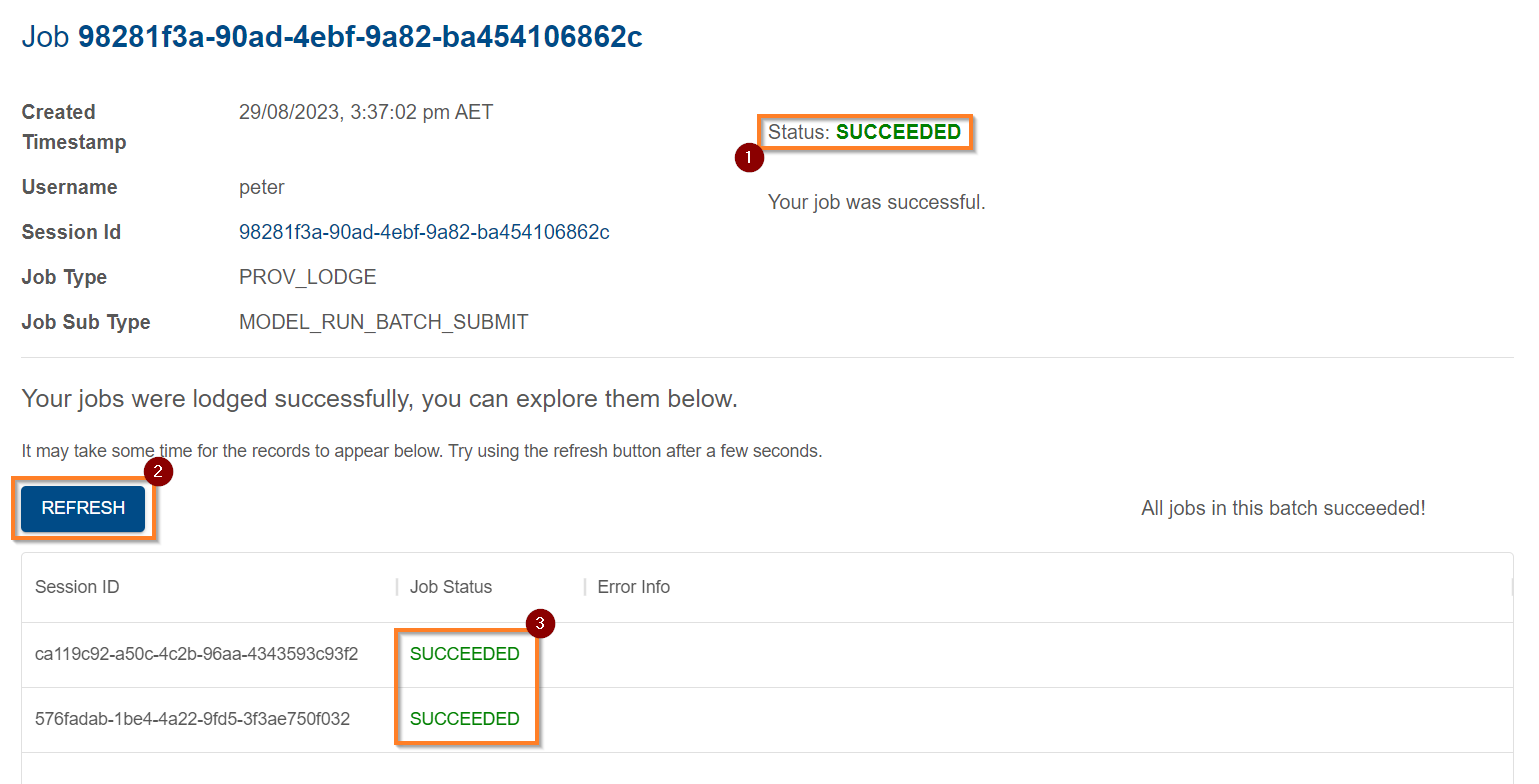 Job 98281f3a-90ad-4ebf-9a82-ba454106862c
Created Timestamp 29/08/2023, 3:37:02 pm AET
Status: SUCCEEDED
1
Username peter
Your job was successful.
Session Id 98281f3a-90ad-4ebf-9a82-ba454106862c
Job Type PROV_LODGE
Job Sub Type MODEL_RUN_BATCH_SUBMIT
Your jobs were lodged successfully, you can explore them below.
It may take some time for the records to appear below. Try using the refresh button after a few seconds.
2
REFRESH
All jobs in this batch succeeded!
Session ID Job Status Error Info
3
ca119c92-a50c-4c2b-96aa-4343593c93f2 SUCCEEDED
576fadab-1be4-4a22-9fd5-3f3ae750f032 SUCCEEDED